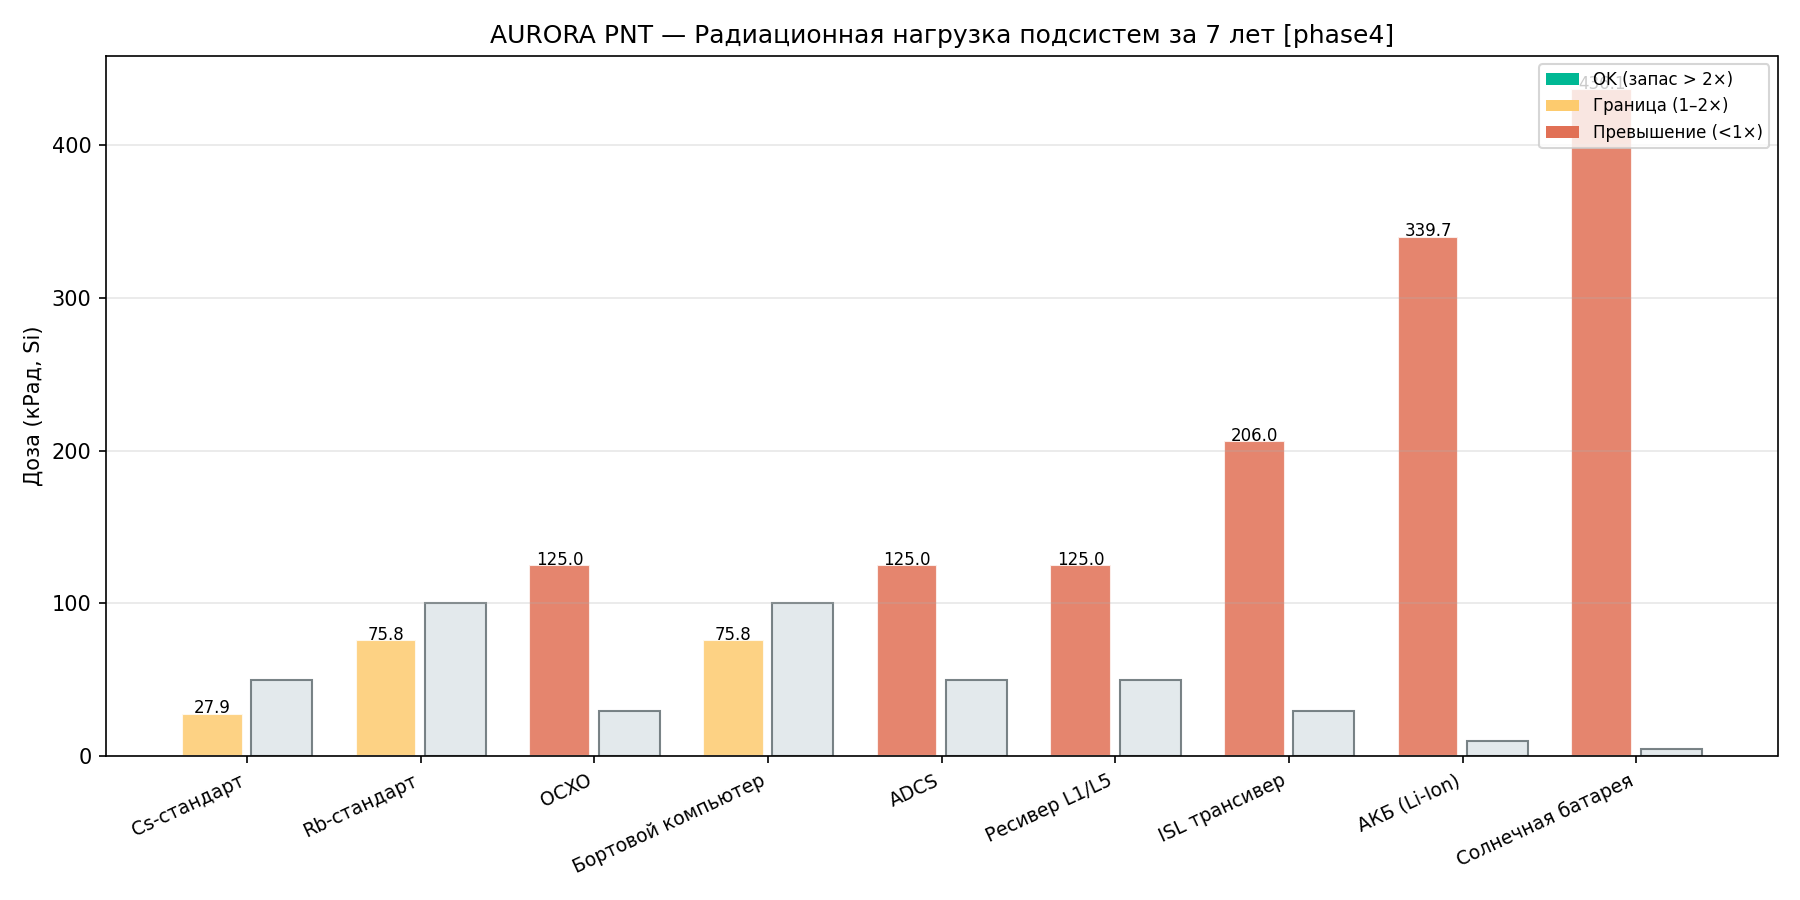 AURORA PNT — Радиационная нагрузка подсистем за 7 лет [phase4]
OK (запас > 2×)
Граница (1–2×)
Превышение (<1×)
Доза (кРад, Si)
400
300
200
100
0
27.9
75.8
125.0
75.8
125.0
125.0
206.0
339.7
Cs-стандарт
Rb-стандарт
OCXO
Бортовой компьютер
ADCS
Ресивер L1/L5
ISL трансивер
АКБ (Li-Ion)
Солнечная батарея